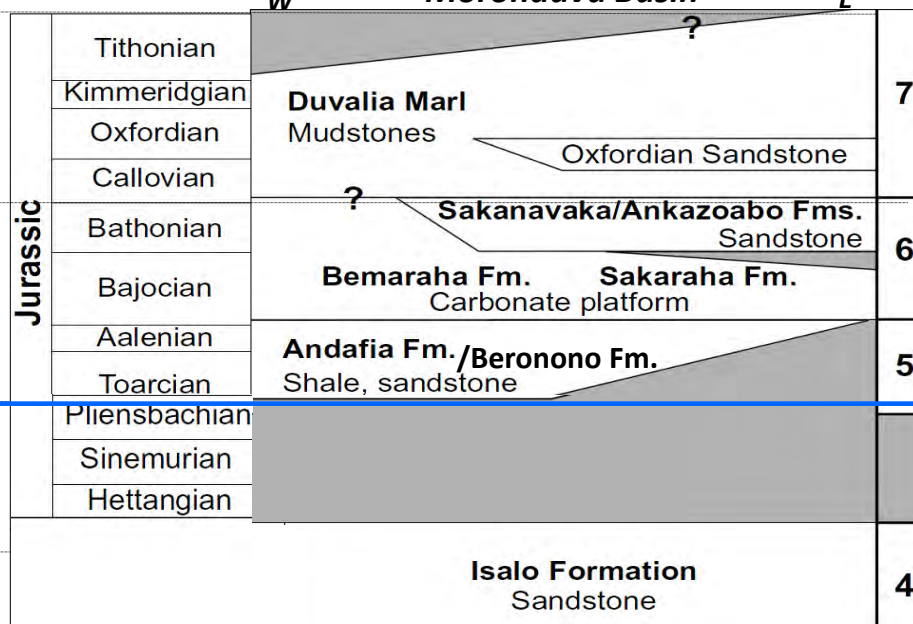 W Morondava Basin E
Tithonian
?
Kimmeridgian
7
Duvalia Marl
Mudstones
Oxfordian
Oxfordian Sandstone
Callovian
?
Jurassic
Bathonian
Sakanavaka/Ankazoabo Fms.
Sandstone
6
Bemaraha Fm. Sakaraha Fm.
Bajocian
Carbonate platform
Aalenian
Andafia Fm./Beronono Fm.
5
Toarcian
Shale, sandstone
Pliensbachian
Sinemurian
Hettangian
Isalo Formation
4
Sandstone